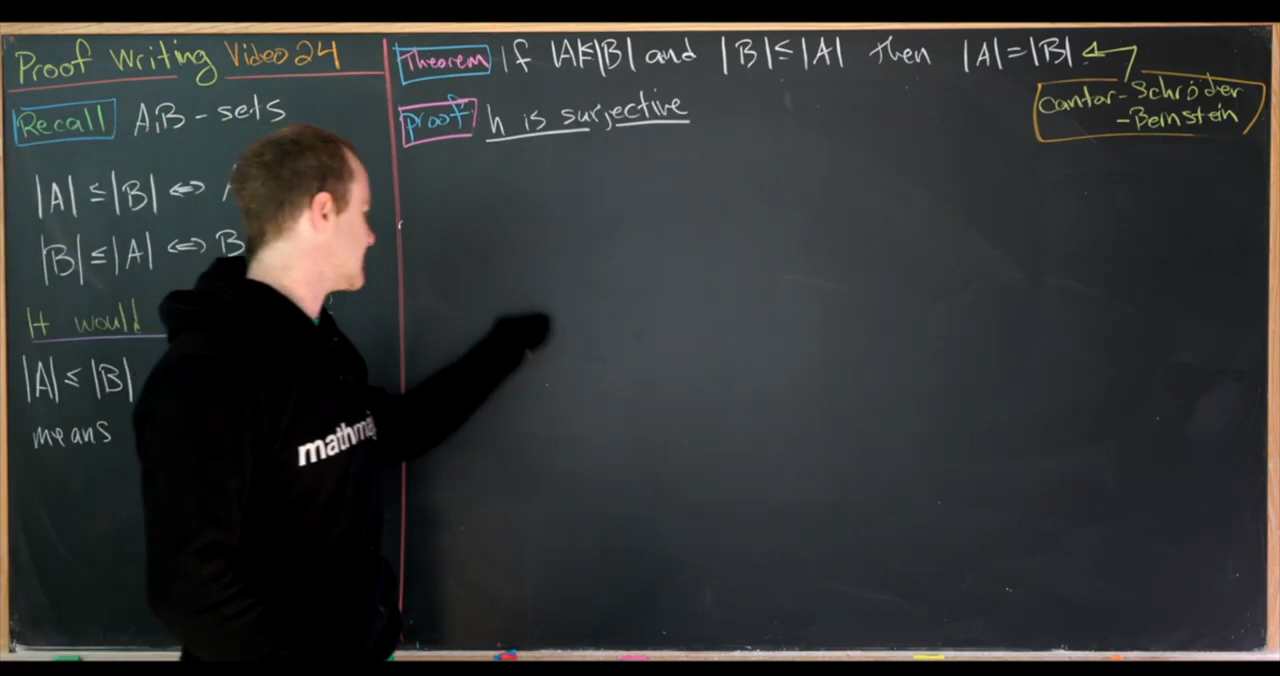 Proof Writing Video 24
Recall A,B - sets
|A| ≤ |B| ⇔
|B| ≤ |A| ⇔ B
It would
|A| ≤ |B|
means
Theorem If |A|≤|B| and |B| ≤ |A| then |A| = |B|
Cantor-Schröder
-Bernstein
proof: h is surjective
mathma